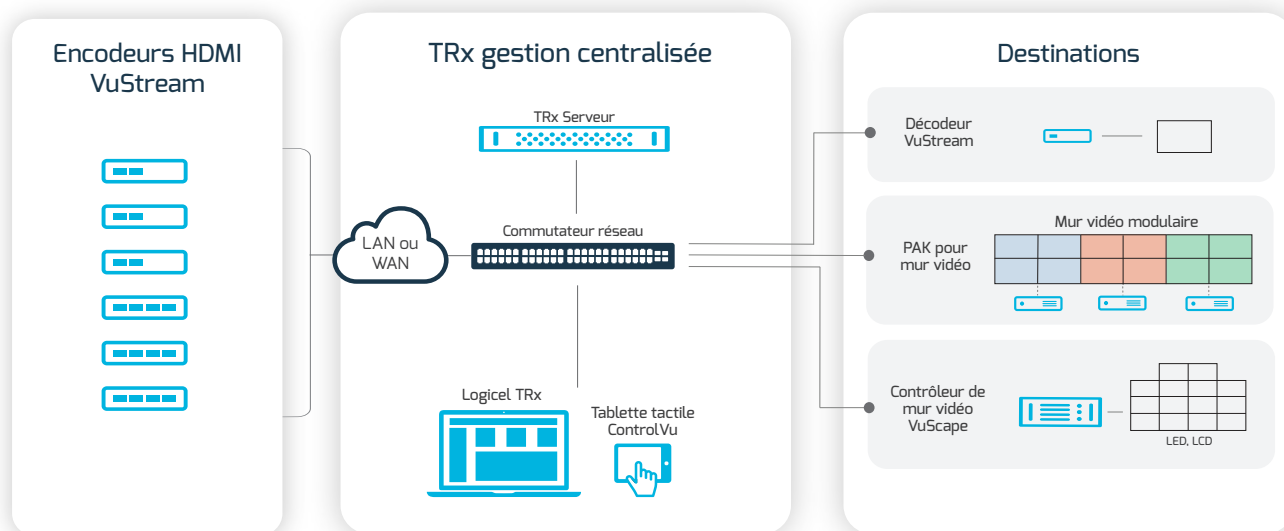 Encodeurs HDMI
VuStream
TRx gestion centralisée
TRx Serveur
LAN ou
WAN
Commutateur réseau
Logicel TRx
Tablette tactile
ControlVu
Destinations
Décodeur
VuStream
Mur vidéo modulaire
PAK pour
mur vidéo
Contrôleur de
mur vidéo
VuScape
LED, LCD